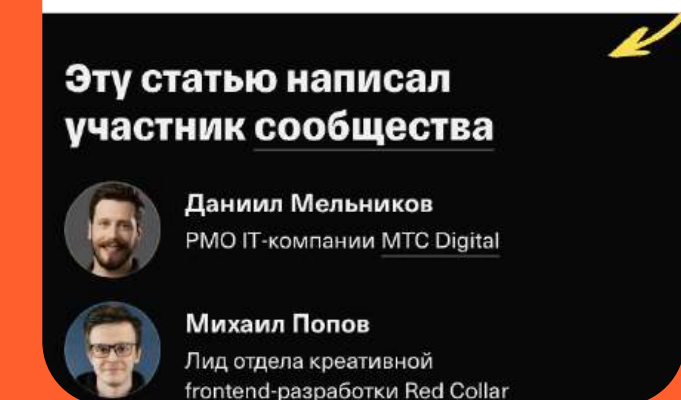 Эту статью написал
участник сообщества
Даниил Мельников
PMO IT-компании МТС Digital
Михаил Попов
Лид отдела креативной
frontend-разработки Red Collar